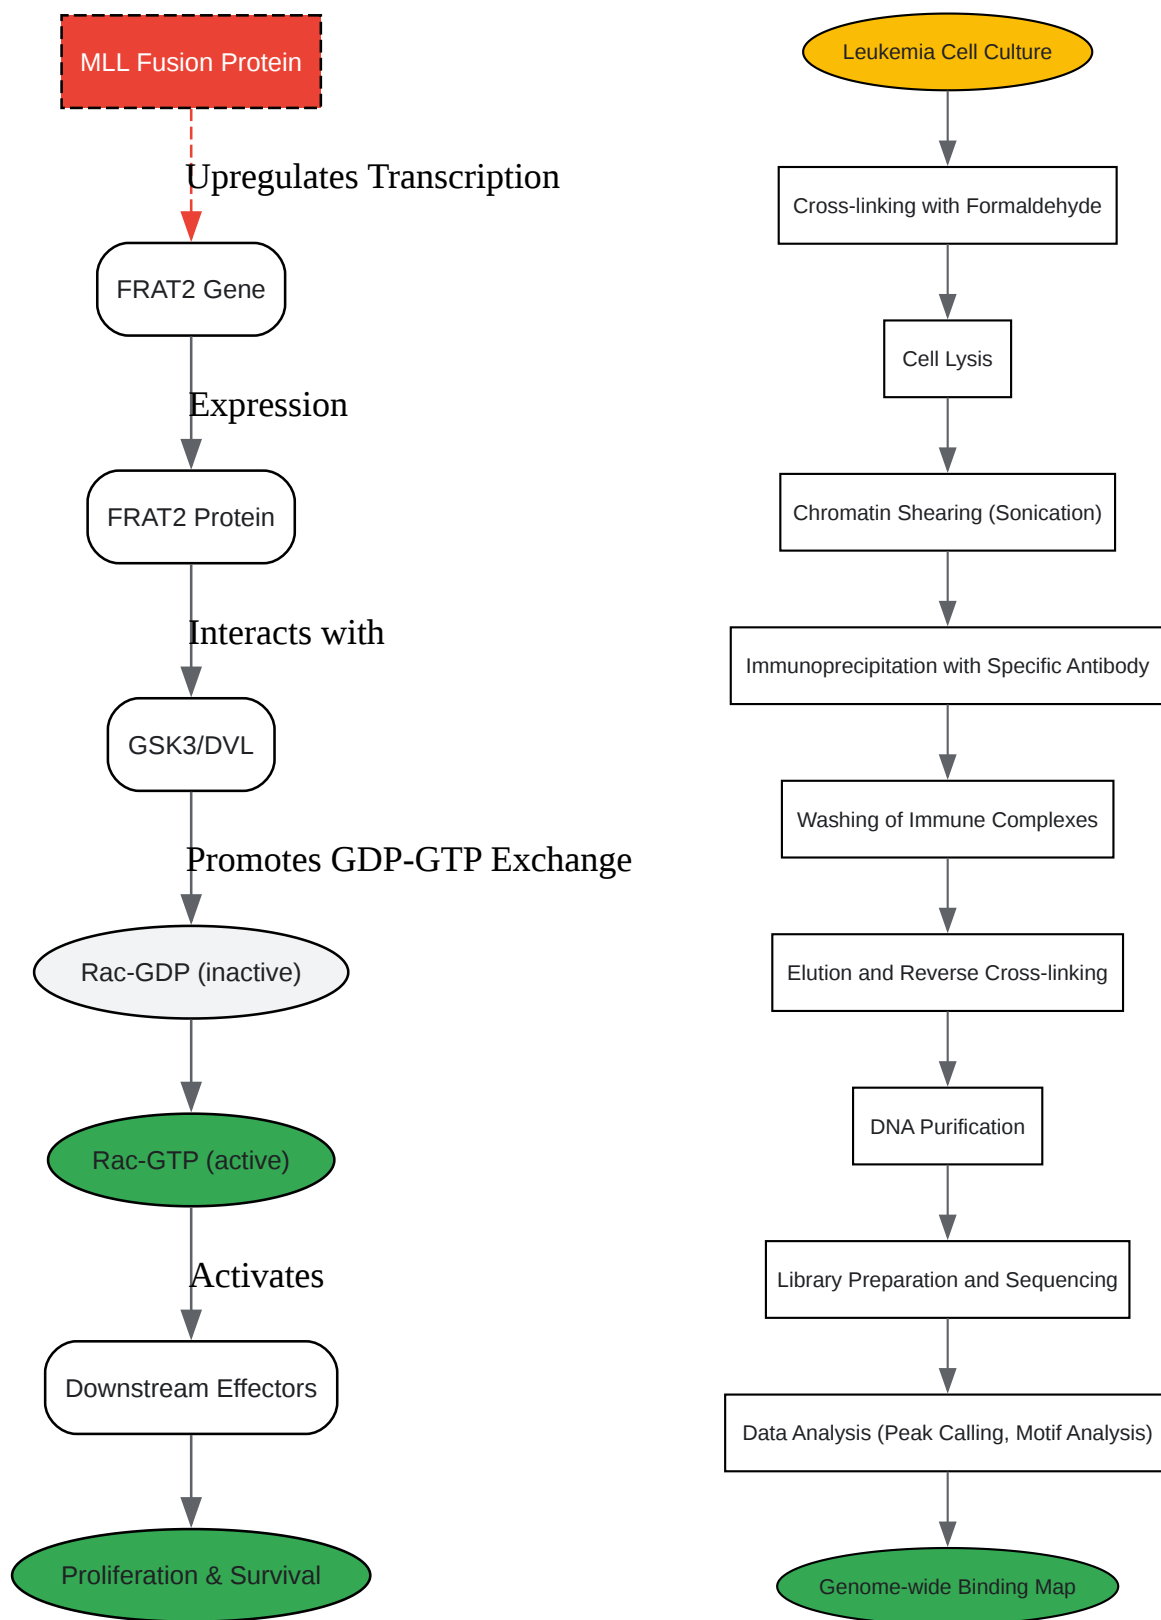 MLL Fusion Protein
Upregulates Transcription
FRAT2 Gene
Expression
FRAT2 Protein
Interacts with
GSK3/DVL
Promotes GDP-GTP Exchange
Rac-GDP (inactive)
Rac-GTP (active)
Activates
Downstream Effectors
Proliferation & Survival
Leukemia Cell Culture
Cross-linking with Formaldehyde
Cell Lysis
Chromatin Shearing (Sonication)
Immunoprecipitation with Specific Antibody
Washing of Immune Complexes
Elution and Reverse Cross-linking
DNA Purification
Library Preparation and Sequencing
Data Analysis (Peak Calling, Motif Analysis)
Genome-wide Binding Map